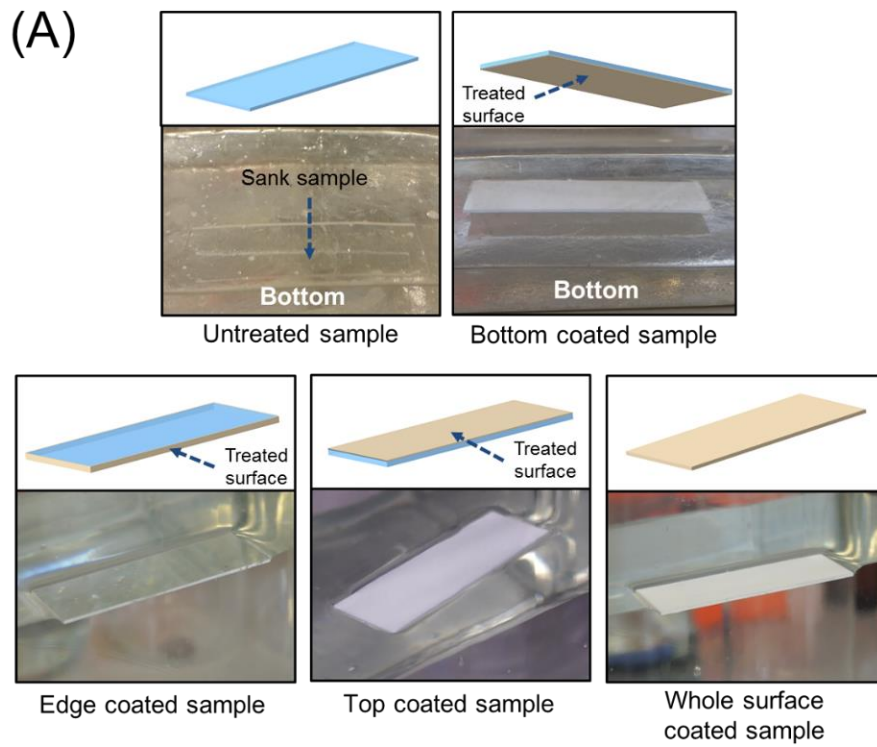 (A)
Treated
surface
Sank sample
Bottom
Bottom
Untreated sample
Bottom coated sample
Treated
surface
Treated
surface
Edge coated sample
Top coated sample
Whole surface
coated sample